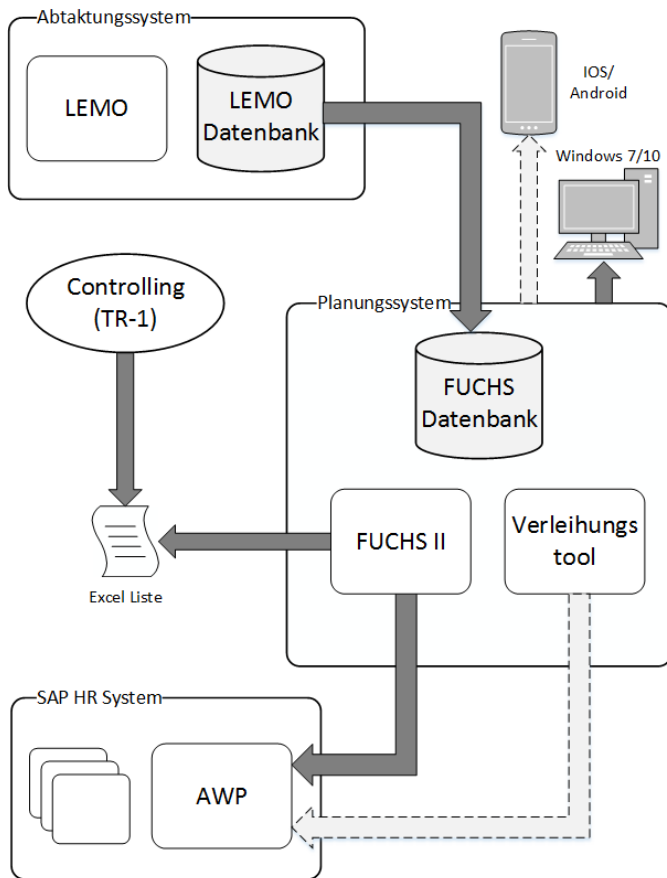 Abtaktungssystem
LEMO
LEMO
Datenbank
IOS/
Android
Windows 7/10
Controlling
(TR-1)
Planungssystem
FUCHS
Datenbank
FUCHS II
Verleihungs
tool
Excel Liste
SAP HR System
AWP